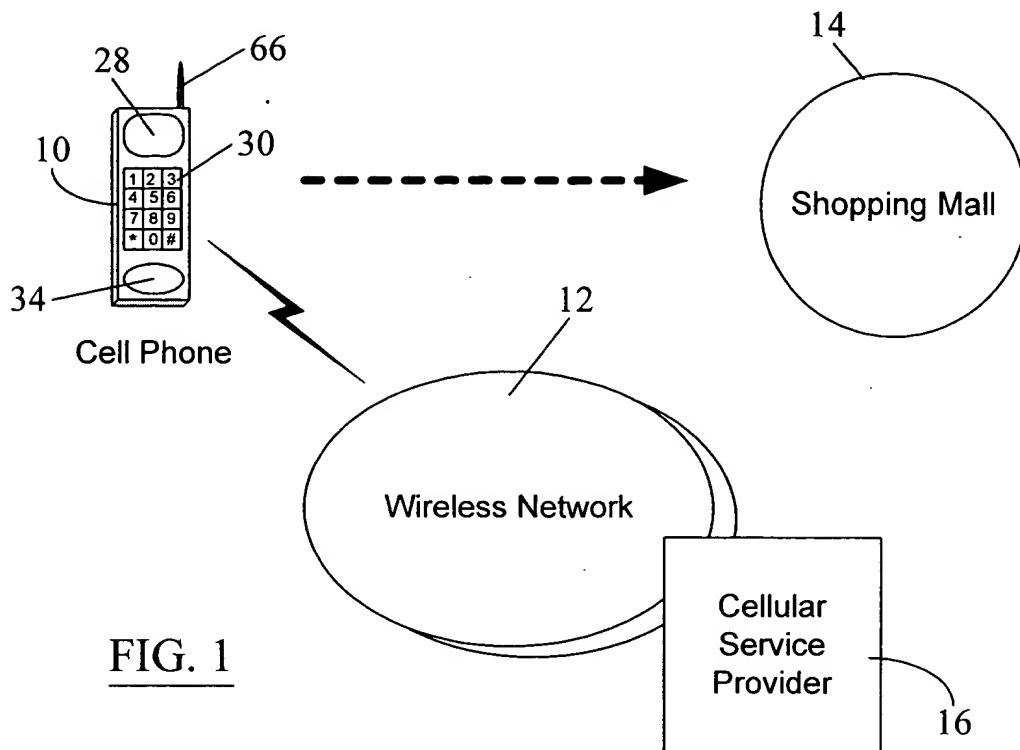 14
66
28
10
30
1 2 3
4 5 6
7 8 9
* 0 #
Shopping Mall
34
12
Cell Phone
Wireless Network
Cellular
Service
Provider
FIG. 1
16